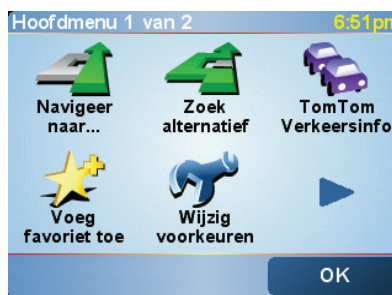 Hoofdmenu 1 van 2 6:51pm
Navigeer naar...
Zoek alternatief
TomTom Verkeersinfo
Voeg favoriet toe
Wijzig voorkeuren
OK